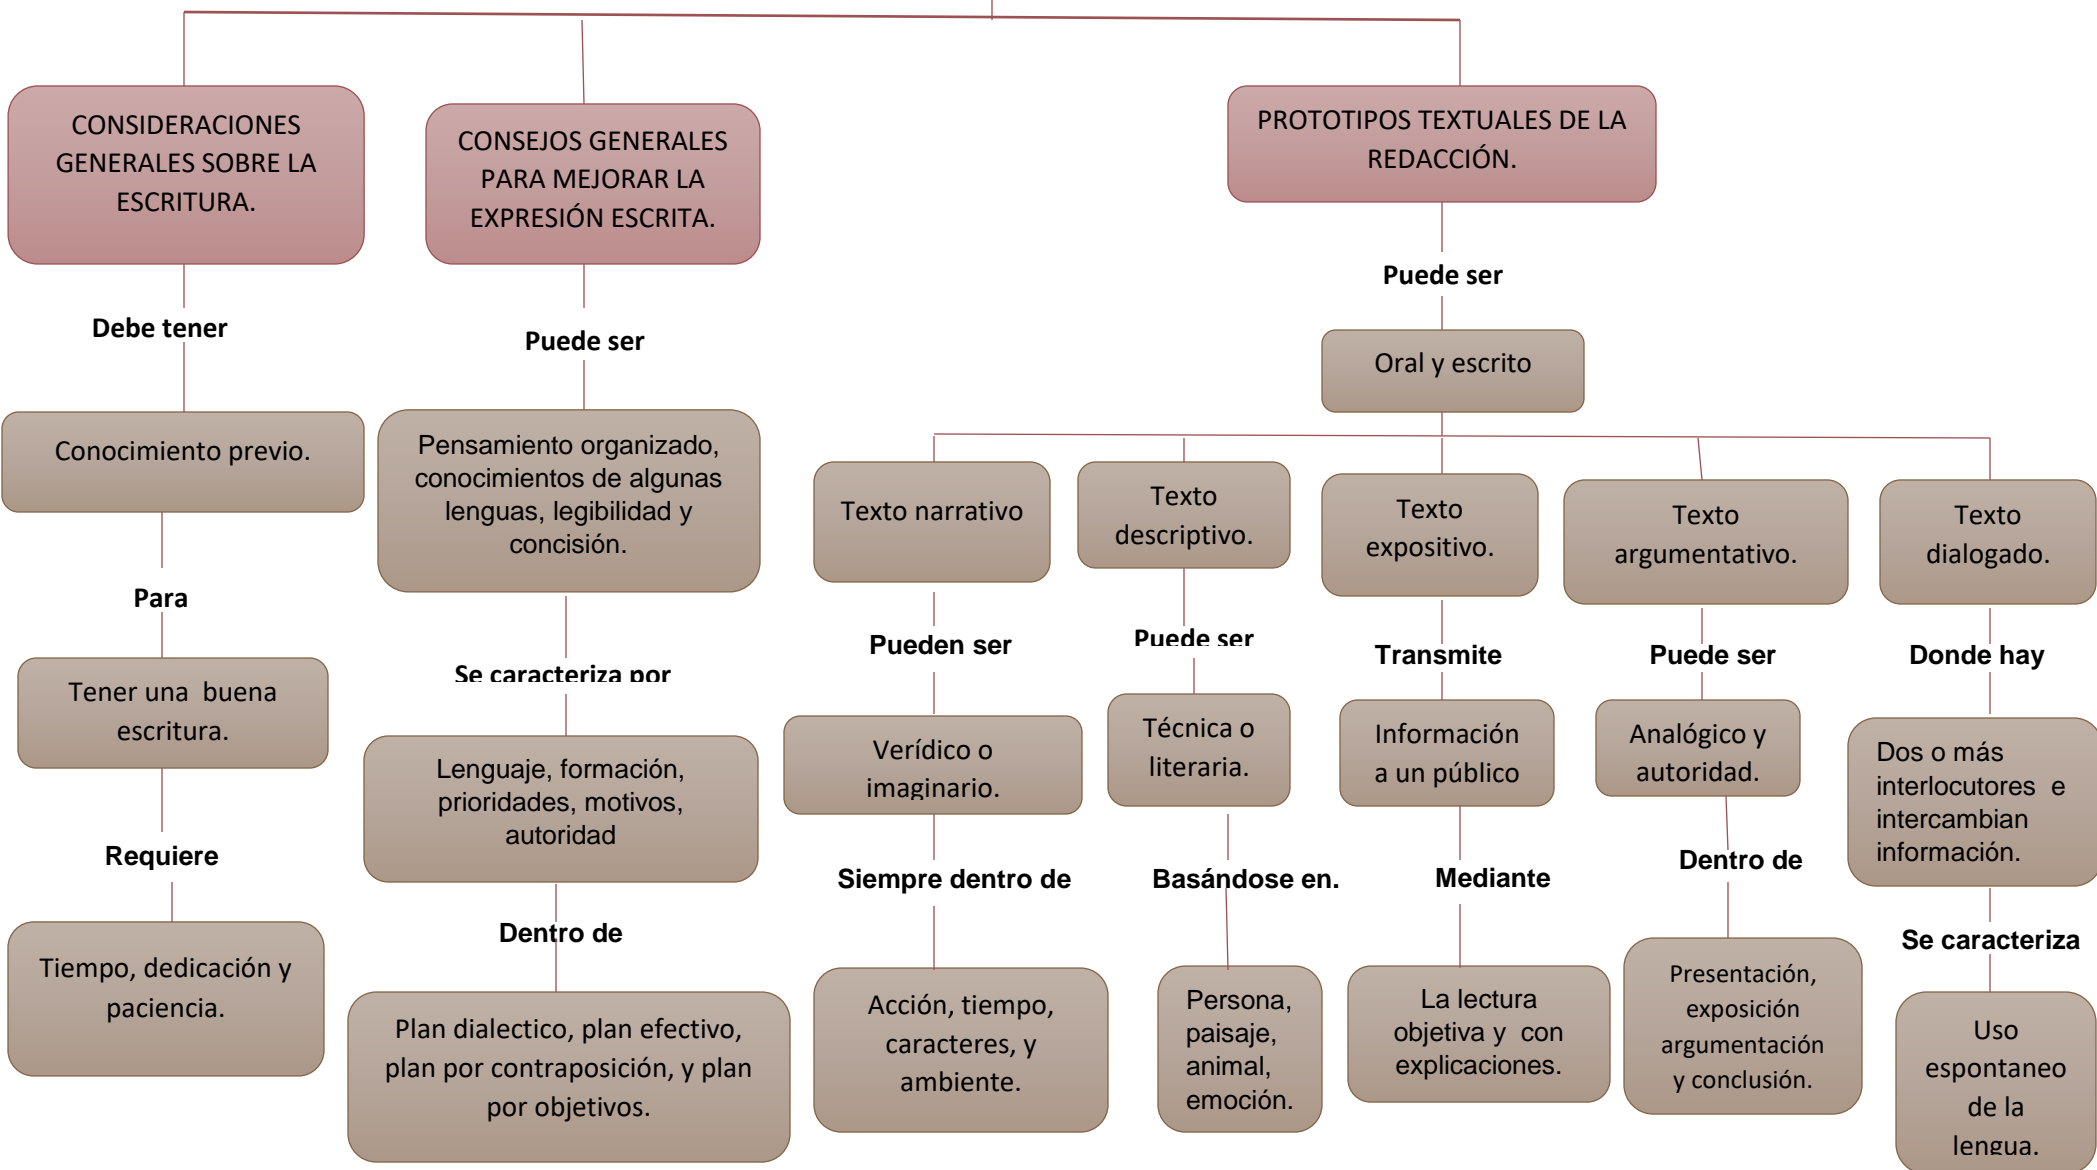 CONSIDERACIONES
GENERALES SOBRE LA
ESCRITURA.
Debe tener
Conocimiento previo.
Para
Tener una  buena
escritura.
Requiere
Tiempo, dedicación y
paciencia.
CONSEJOS GENERALES
PARA MEJORAR LA
EXPRESIÓN ESCRITA.
Puede ser
Pensamiento organizado,
conocimientos de algunas
lenguas, legibilidad y
concisión.
Se caracteriza por
Lenguaje, formación,
prioridades, motivos,
autoridad
Dentro de
Plan dialectico, plan efectivo,
plan por contraposición, y plan
por objetivos.
PROTOTIPOS TEXTUALES DE LA
REDACCIÓN.
Puede ser
Oral y escrito
Texto narrativo
Pueden ser
Verídico o
imaginario.
Siempre dentro de
Acción, tiempo,
caracteres, y
ambiente.
Texto
descriptivo.
Puede ser
Técnica o
literaria.
Basándose en.
Persona,
paisaje,
animal,
emoción.
Texto
expositivo.
Transmite
Información
a un público
Mediante
La lectura
objetiva y  con
explicaciones.
Texto
argumentativo.
Puede ser
Analógico y
autoridad.
Dentro de
Presentación,
exposición
argumentación
y conclusión.
Texto
dialogado.
Donde hay
Dos o más
interlocutores  e
intercambian
información.
Se caracteriza
Uso
espontaneo
de la
lengua.